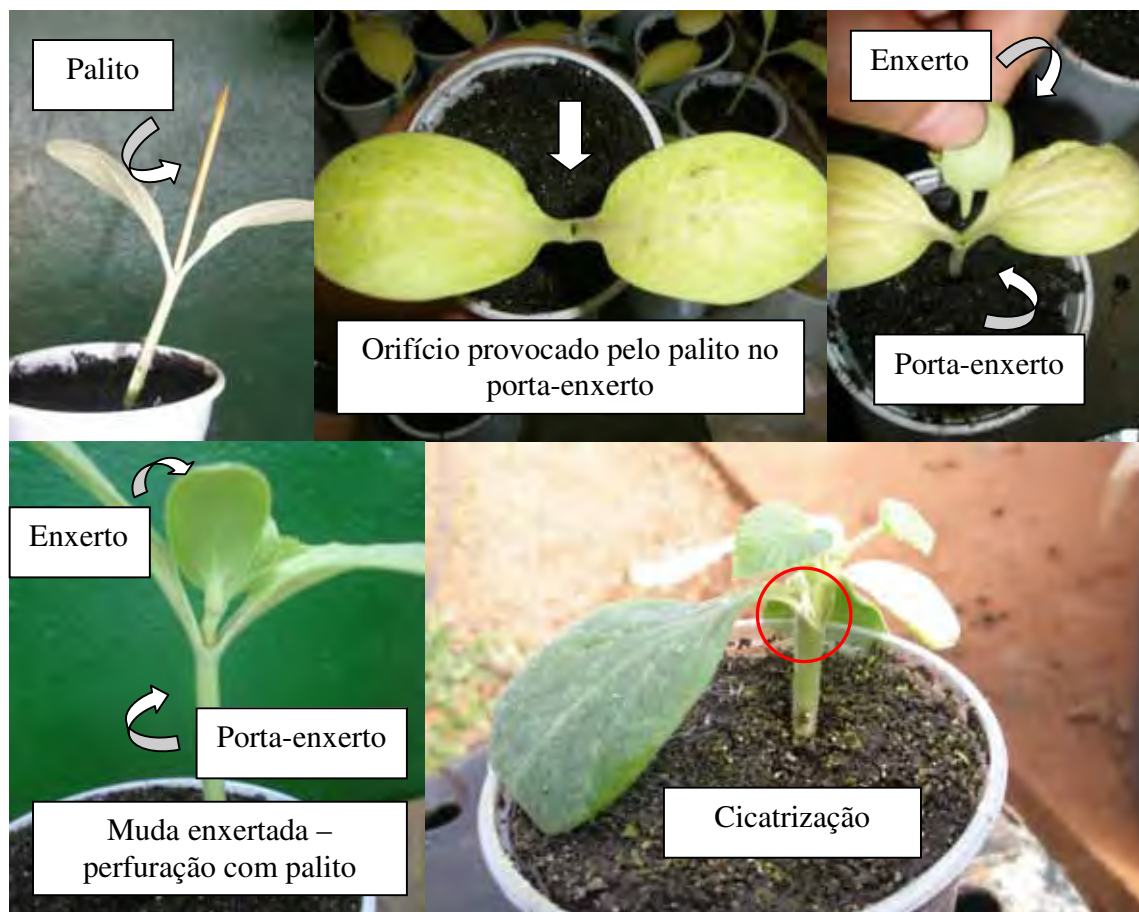 Palito
Orifício provocado pelo palito no
porta-enxerto
Enxerto
Porta-enxerto
Enxerto
Porta-enxerto
Muda enxertada –
perfuração com palito
Cicatrização